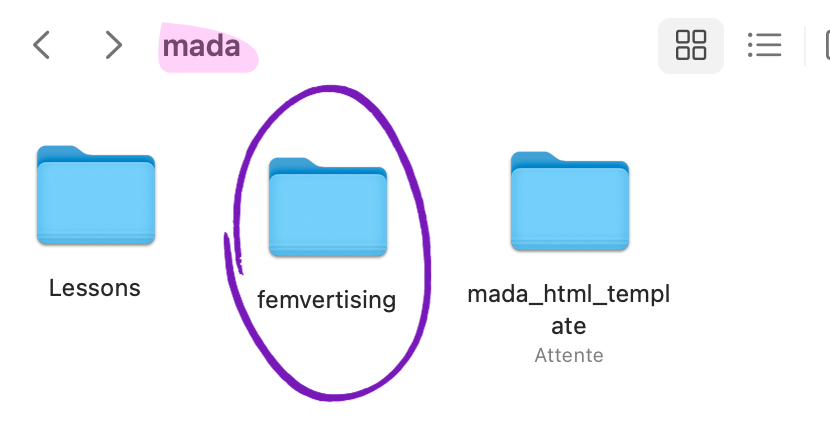 mada
Lessons
femvertising
mada_html_templ
ate
Attente